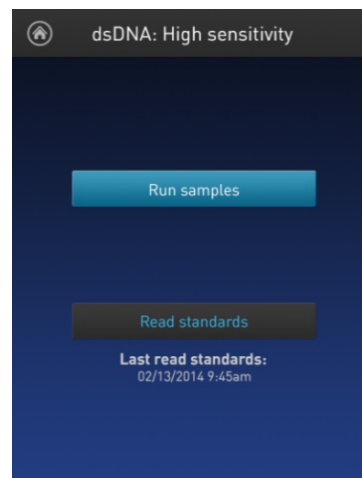 dsDNA: High sensitivity
Run samples
Read standards
Last read standards:
02/13/2014 9:45am